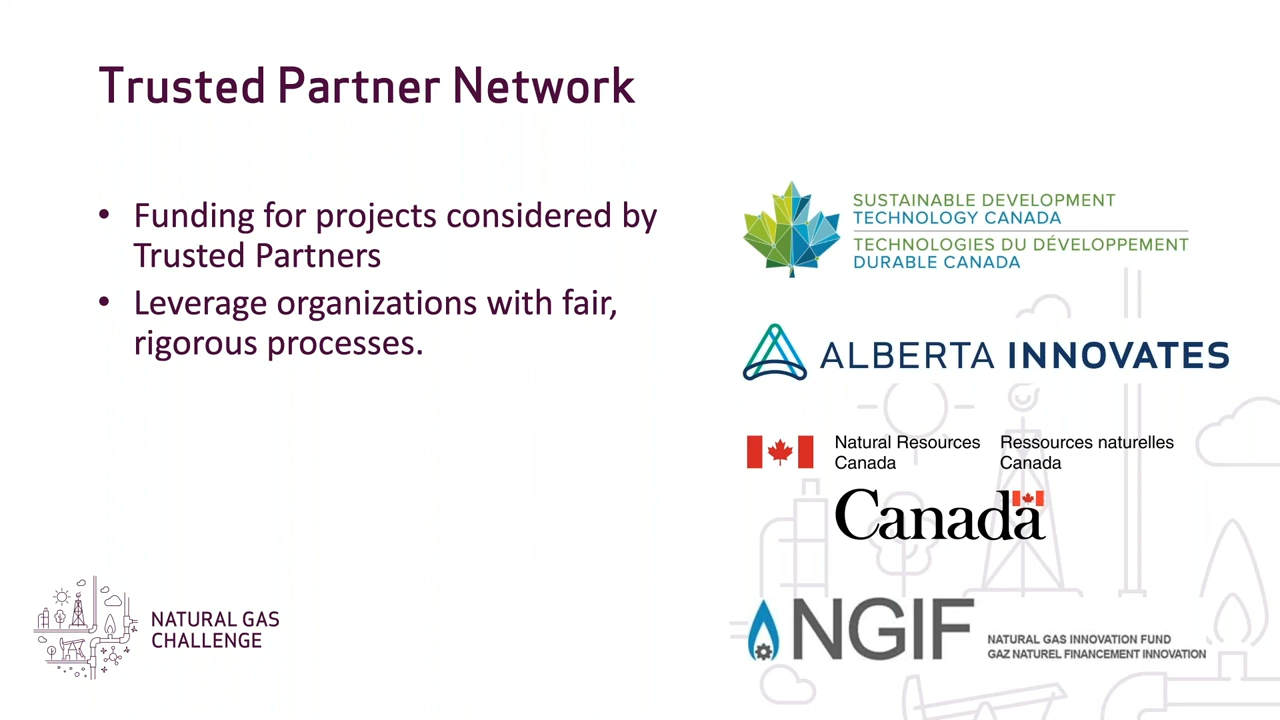 Trusted Partner Network
• Funding for projects considered by
Trusted Partners
• Leverage organizations with fair,
rigorous processes.
SUSTAINABLE DEVELOPMENT
TECHNOLOGY CANADA
TECHNOLOGIES DU DÉVELOPPEMENT
DURABLE CANADA
ALBERTA INNOVATES
Natural Resources
Canada
Ressources naturelles
Canada
Canada
NGIF
NATURAL GAS INNOVATION FUND
GAZ NATUREL FINANCEMENT INNOVATION
NATURAL GAS
CHALLENGE